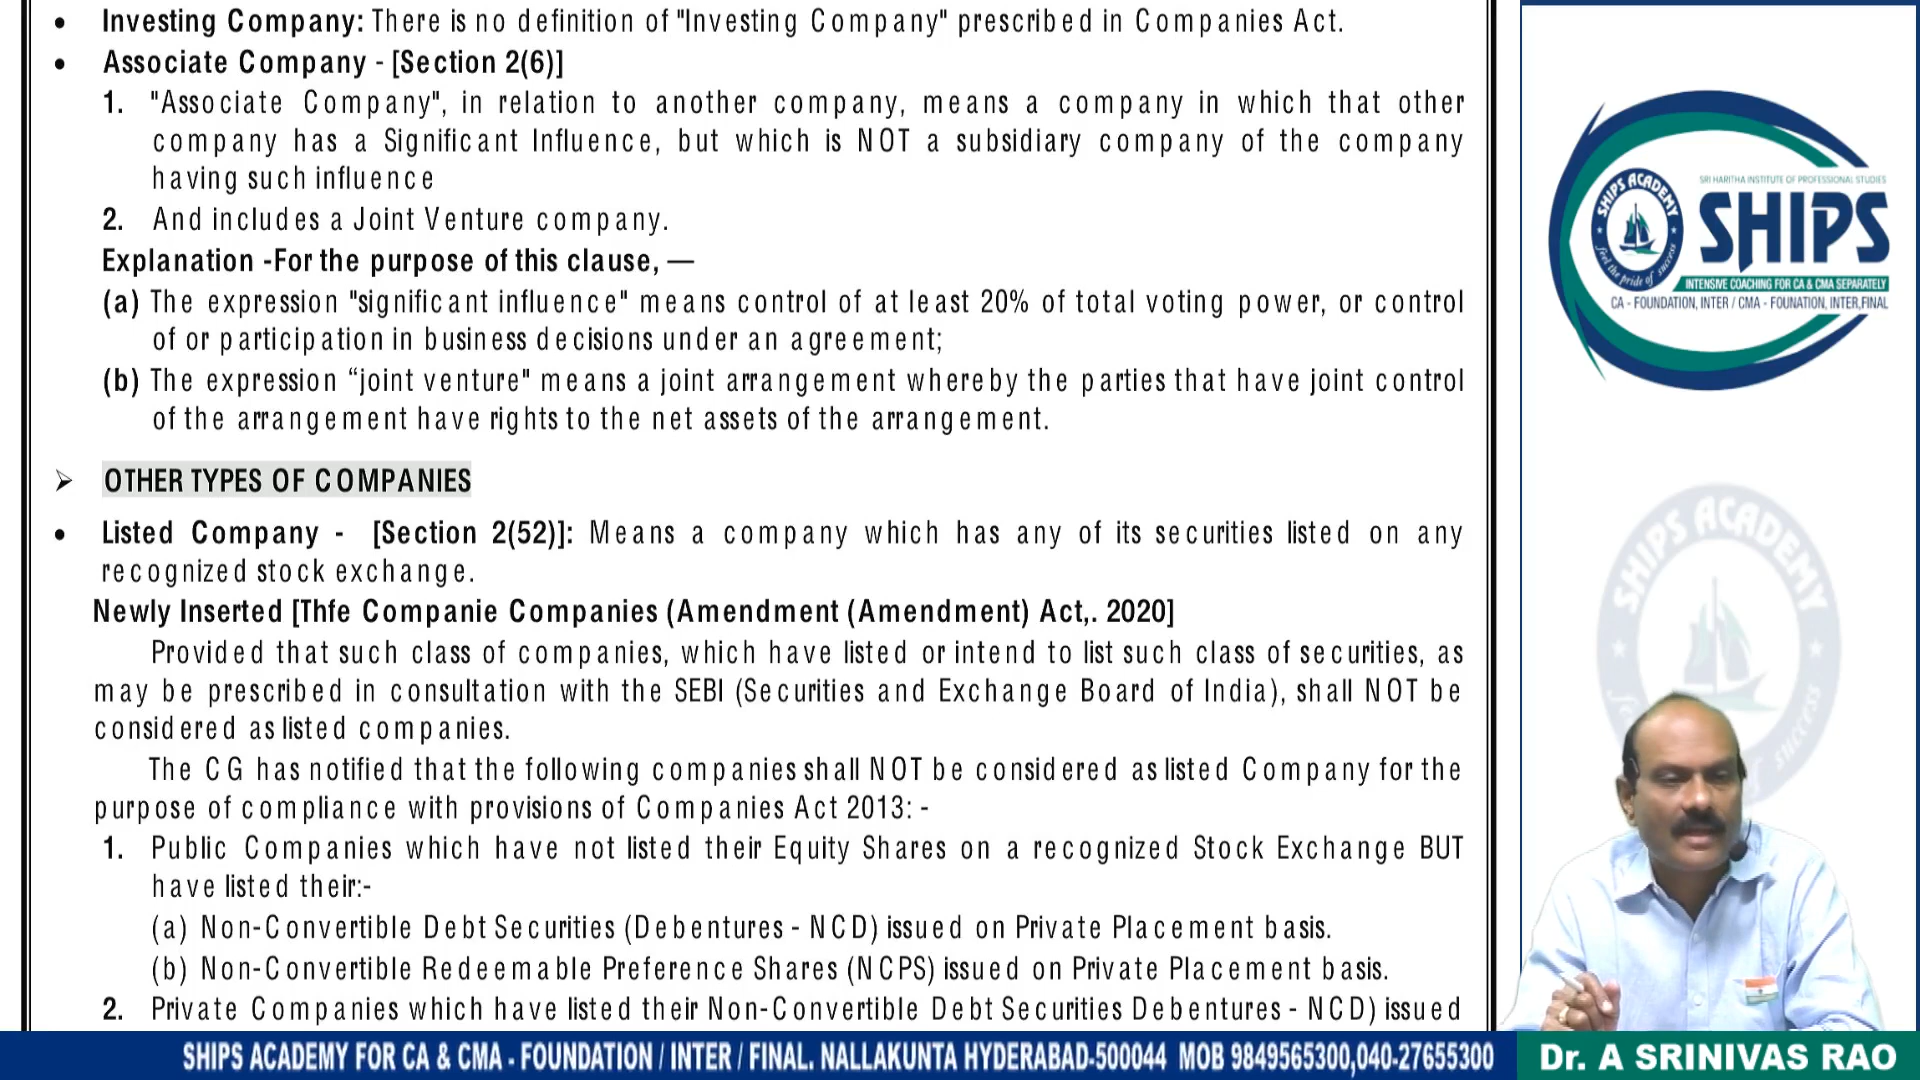 • Investing Company: There is no definition of "Investing Company" prescribed in Companies Act.
• Associate Company - [Section 2(6)]
1. "Associate Company", in relation to another company, means a company in which that other
company has a Significant Influence, but which is NOT a subsidiary company of the company
having such influence
2. And includes a Joint Venture company.
Explanation -For the purpose of this clause, —
(a) The expression "significant influence" means control of at least 20% of total voting power, or control
of or participation in business decisions under an agreement;
(b) The expression “joint venture" means a joint arrangement whereby the parties that have joint control
of the arrangement have rights to the net assets of the arrangement.
➢ OTHER TYPES OF COMPANIES
• Listed Company - [Section 2(52)]: Means a company which has any of its securities listed on any
recognized stock exchange.
Newly Inserted [Thfe Companie Companies (Amendment (Amendment) Act,. 2020]
Provided that such class of companies, which have listed or intend to list such class of securities, as
may be prescribed in consultation with the SEBI (Securities and Exchange Board of India), shall NOT be
considered as listed companies.
The CG has notified that the following companies shall NOT be considered as listed Company for the
purpose of compliance with provisions of Companies Act 2013: -
1. Public Companies which have not listed their Equity Shares on a recognized Stock Exchange BUT
have listed their:-
(a) Non-Convertible Debt Securities (Debentures - NCD) issued on Private Placement basis.
(b) Non-Convertible Redeemable Preference Shares (NCPS) issued on Private Placement basis.
2. Private Companies which have listed their Non-Convertible Debt Securities Debentures - NCD) issued
SRI HARITHA INSTITUTE OF PROFESSIONAL STUDIES
SHIPS ACADEMY
feel the pride of success
SHIPS
INTENSIVE COACHING FOR CA & CMA SEPARATELY
CA - FOUNDATION, INTER / CMA - FOUNATION, INTER,FINAL
SHIPS ACADEMY
success
SHIPS ACADEMY FOR CA & CMA - FOUNDATION / INTER / FINAL. NALLAKUNTA HYDERABAD-500044 MOB 9849565300,040-27655300
Dr. A SRINIVAS RAO